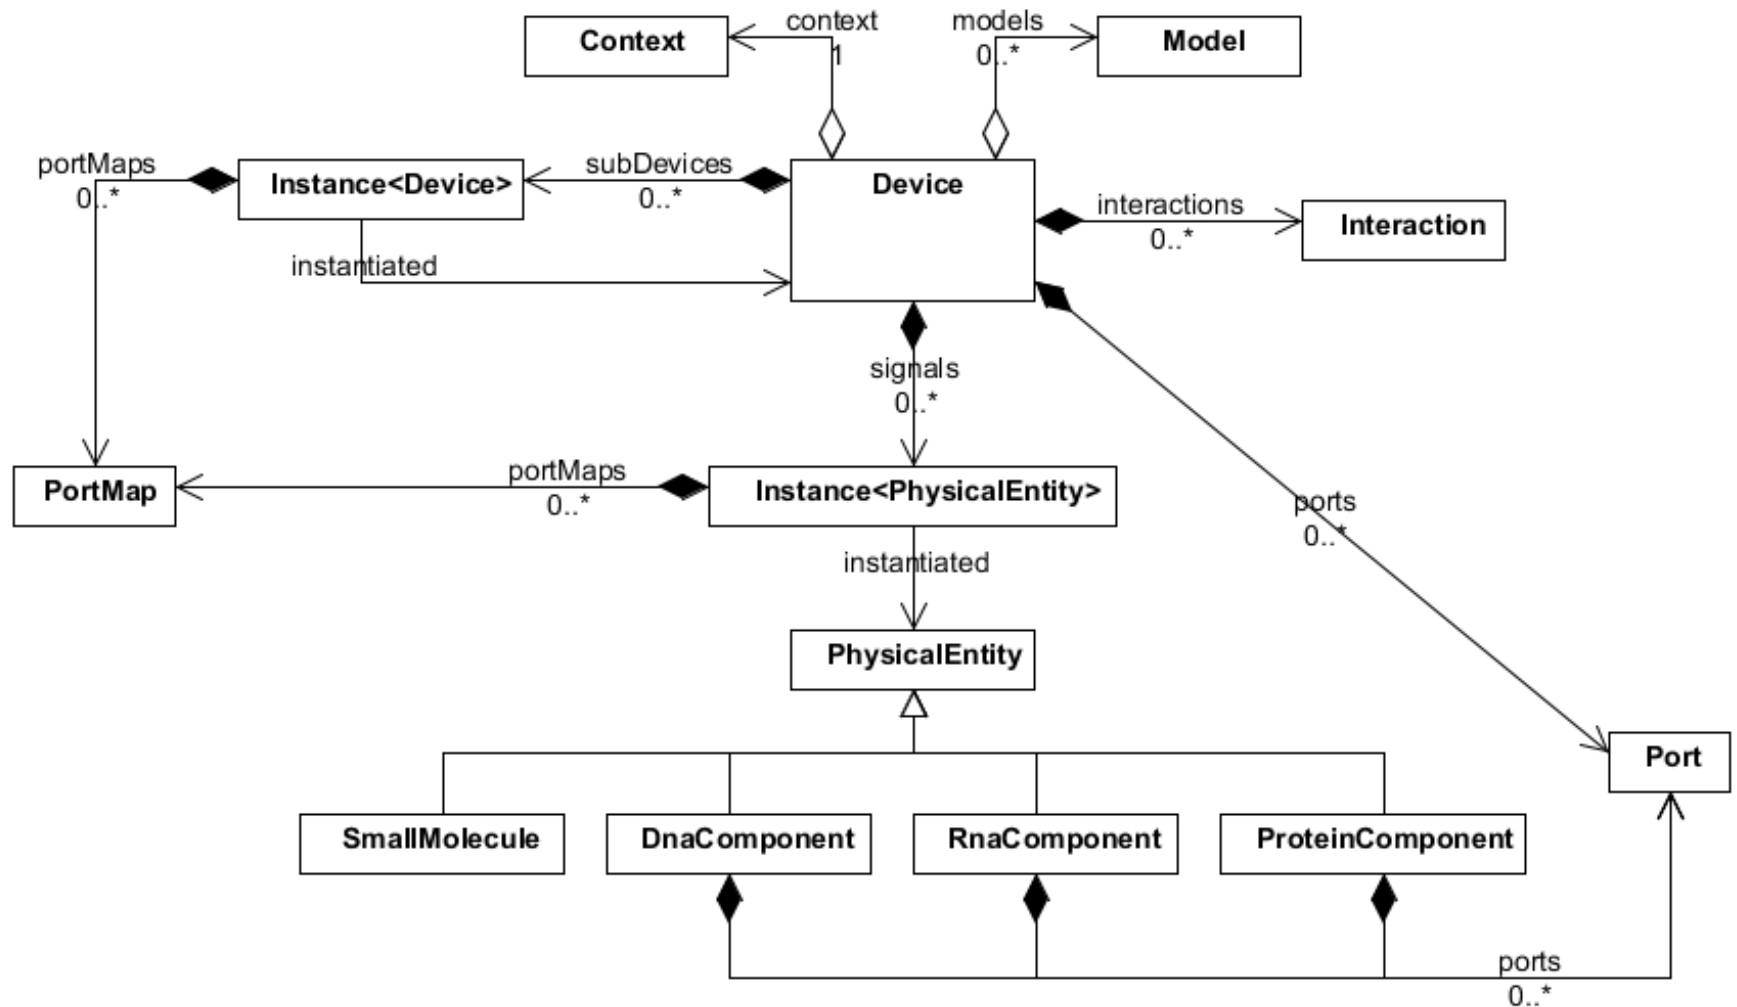 Context
context
1
models
0..*
Model
portMaps
0..*
Instance<Device>
subDevices
0..*
Device
interactions
0..*
Interaction
instantiated
signals
0..*
PortMap
portMaps
0..*
Instance<PhysicalEntity>
ports
0..*
instantiated
PhysicalEntity
Port
SmallMolecule
DnaComponent
RnaComponent
ProteinComponent
ports
0..*